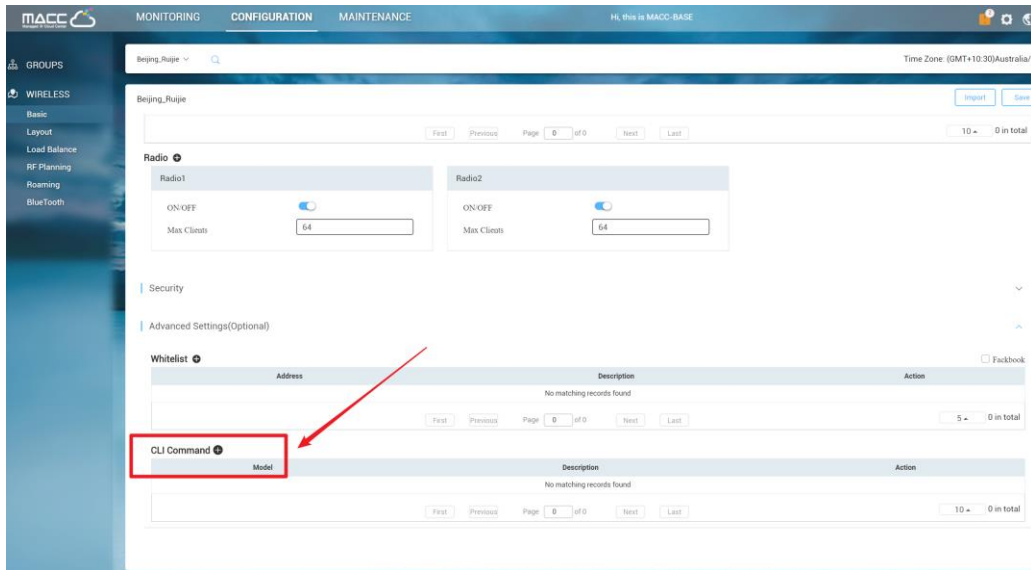 MACC
MONITORING CONFIGURATION MAINTENANCE Hi, this is MACC-BASE 2
GROUPS
Beijing_Ruijie Time Zone: (GMT+10:30)Australia/
WIRELESS
Beijing_Ruijie Import Save
Basic
Layout
First Previous Page 0 of 0 Next Last 10 0 in total
Load Balance
RF Planning
Roaming
BlueTooth
Radio
Radio1 Radio2
ON/OFF ON/OFF
Max Clients 64 Max Clients 64
Security
Advanced Settings(Optional)
Whitelist Fackbook
Address Description Action
No matching records found
First Previous Page 0 of 0 Next Last 5 0 in total
CLI Command
Model Description Action
No matching records found
First Previous Page 0 of 0 Next Last 10 0 in total